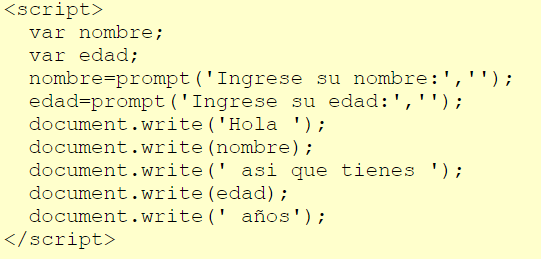 <script>
  var nombre;
  var edad;
  nombre=prompt('Ingrese su nombre:','');
  edad=prompt('Ingrese su edad:','');
  document.write('Hola ');
  document.write(nombre);
  document.write(' asi que tienes ');
  document.write(edad);
  document.write(' años');
</script>